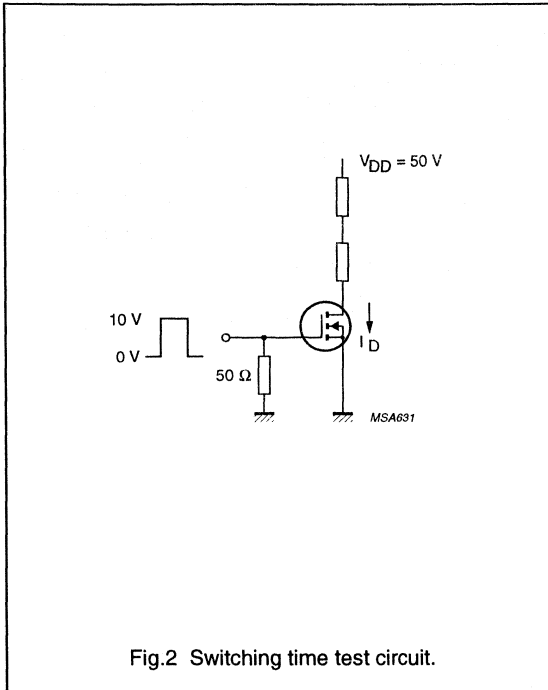 V_DD = 50 V
10 V
0 V
I_D
50 Ω
MSA631
Fig.2 Switching time test circuit.